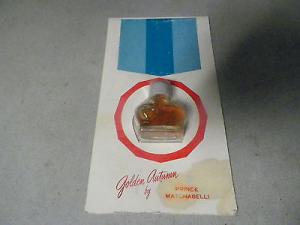 Golden Autumn
by
PRINCE
MATCHABELLI